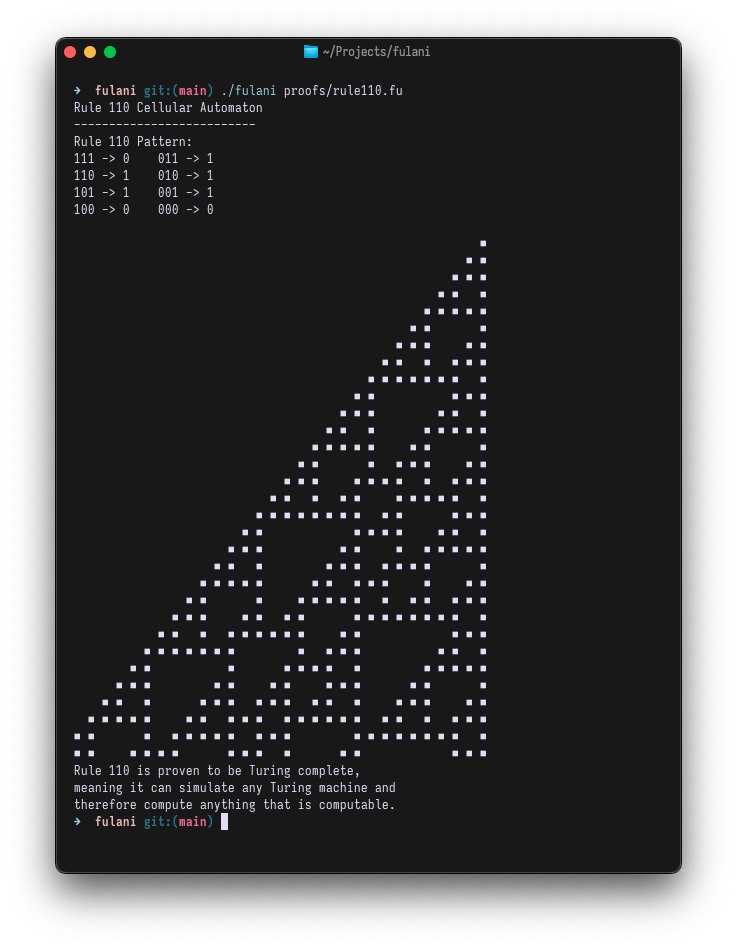 ~/Projects/fulani
→ fulani git:(main) ./fulani proofs/rule110.fu
Rule 110 Cellular Automaton
--------------------------
Rule 110 Pattern:
111 -> 0    011 -> 1
110 -> 1    010 -> 1
101 -> 1    001 -> 1
100 -> 0    000 -> 0
Rule 110 is proven to be Turing complete,
meaning it can simulate any Turing machine and
therefore compute anything that is computable.
→ fulani git:(main)